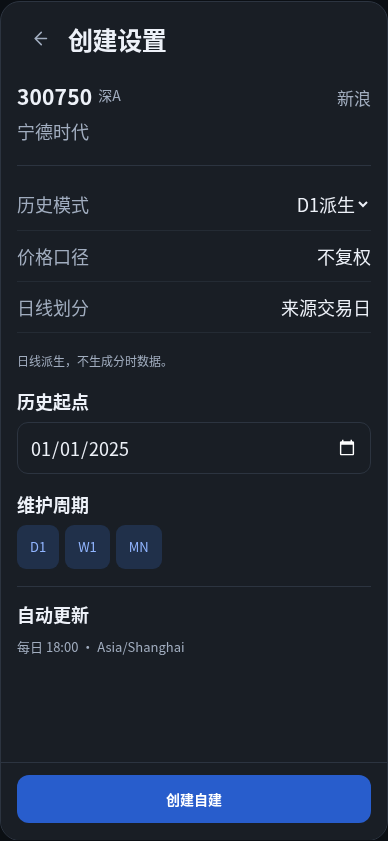 创建设置
300750 深A 新浪
宁德时代
历史模式 D1派生
价格口径 不复权
日线划分 来源交易日
日线派生，不生成分时数据。
历史起点
01/01/2025
维护周期
D1 W1 MN
自动更新
每日 18:00 · Asia/Shanghai
创建自建